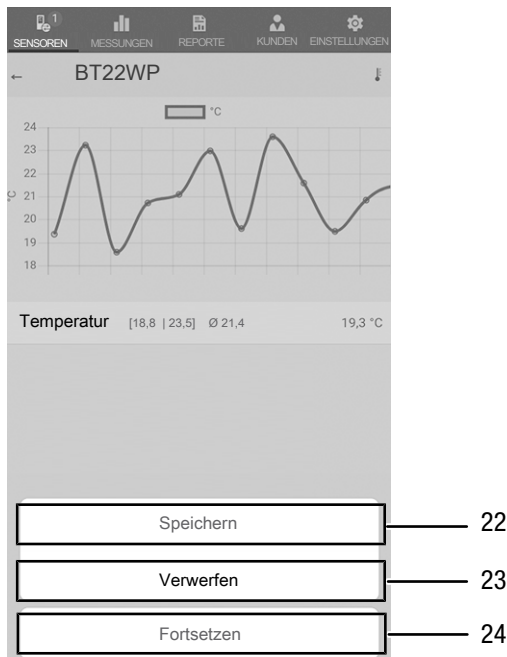 1
SENSOREN MESSUNGEN REPORTE KUNDEN EINSTELLUNGEN
← BT22WP
°C
24
23
22
21
20
19
18
°C
Temperatur [18,8 | 23,5] Ø 21,4 19,3 °C
Speichern 22
Verwerfen 23
Fortsetzen 24